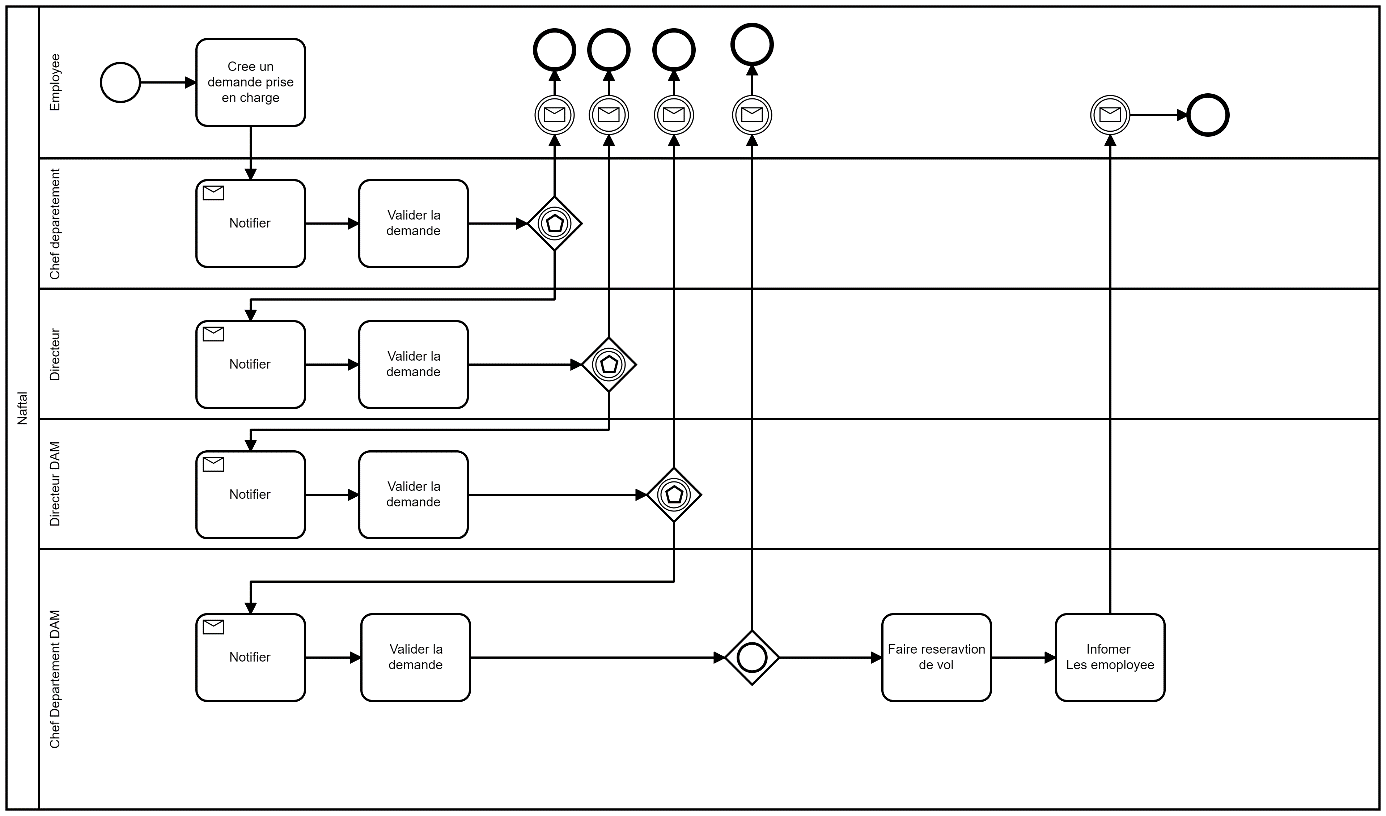 Naftal
Employee
Cree un
demande prise
en charge
Chef deparetement
Notifier
Valider la
demande
Directeur
Notifier
Valider la
demande
Directeur DAM
Notifier
Valider la
demande
Chef Departement DAM
Notifier
Valider la
demande
Faire reseravtion
de vol
Infomer
Les emoployee